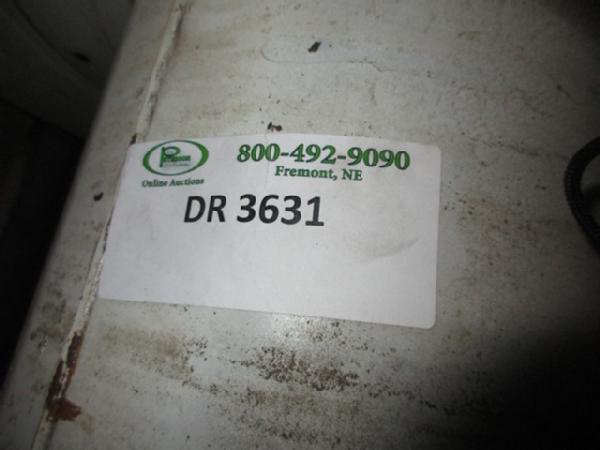 800-492-9090
Fremont, NE
Online Auctions
DR 3631